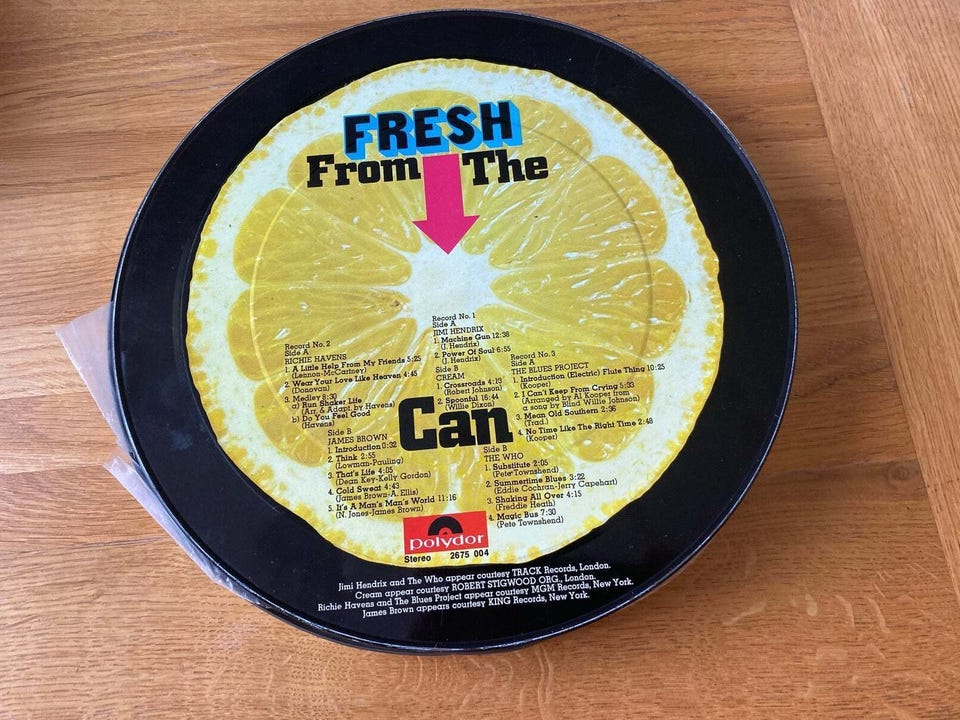 FRESH
From The
Can
Record No. 1
Side A
JIMI HENDRIX
1. Machine Gun 12:38
(J. Hendrix)
2. Power Of Soul 6:55
(J. Hendrix)
Side B
CREAM
1. Crossroads 4:13
(Robert Johnson)
2. Spoonful 16:44
(Willie Dixon)
Record No. 2
Side A
RICHIE HAVENS
1. A Little Help From My Friends 5:25
(Lennon-McCartney)
2. Wear Your Love Like Heaven 4:45
(Donovan)
3. Medley 8:30
a) Run Shaker Life
(Arr. & Adapt. by Havens)
b) Do You Feel Good
(Havens)
Side B
JAMES BROWN
1. Introduction 0:32
2. Think 2:55
(Lowman-Pauling)
3. That's Life 4:05
(Dean Key-Kelly Gordon)
4. Cold Sweat 4:43
(James Brown-A. Ellis)
5. It's A Man's Man's World 11:16
(N. Jones-James Brown)
Record No. 3
Side A
THE BLUES PROJECT
1. Introduction (Electric) Flute Thing 10:25
(Kooper)
2. I Can't Keep From Crying 5:33
(Arranged by Al Kooper from
a song by Blind Willie Johnson)
3. Mean Old Southern 2:36
(Trad.)
4. No Time Like The Right Time 2:48
(Kooper)
Side B
THE WHO
1. Substitute 2:05
(Pete Townshend)
2. Summertime Blues 3:22
(Eddie Cochran-Jerry Capehart)
3. Shaking All Over 4:15
(Freddie Heath)
4. Magic Bus 7:30
(Pete Townshend)
polydor
Stereo 2675 004
Jimi Hendrix and The Who appear courtesy TRACK Records, London.
Cream appear courtesy ROBERT STIGWOOD ORG., London.
Richie Havens and The Blues Project appear courtesy MGM Records, New York.
James Brown appears courtesy KING Records, New York.